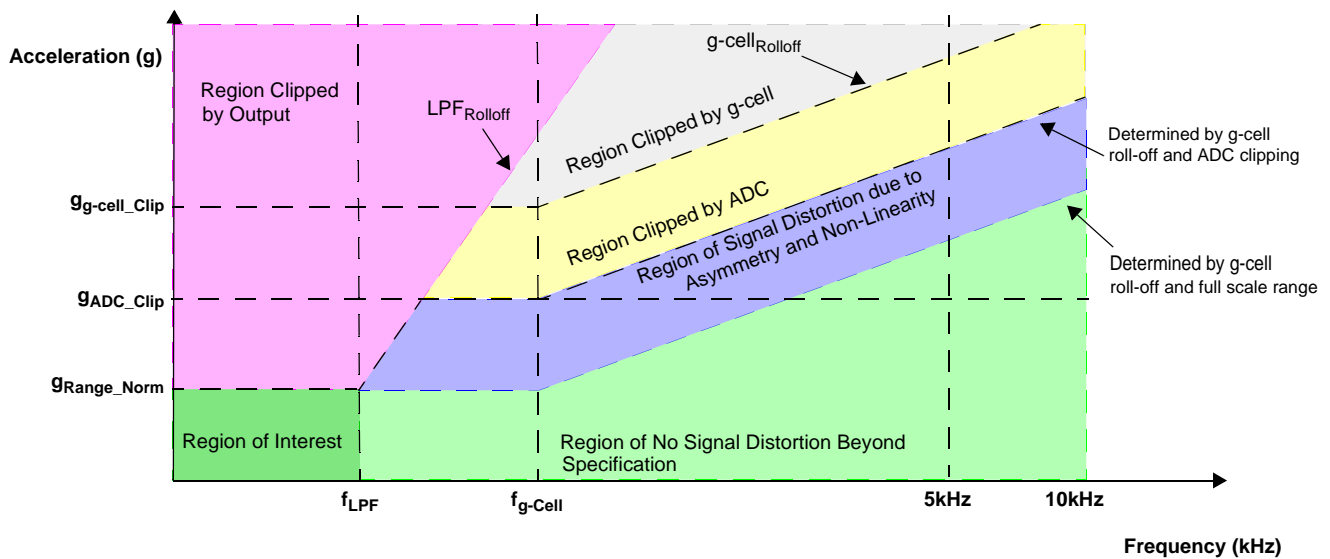 Acceleration (g)
Region Clipped
by Output
LPFRolloff
g-cellRolloff
Region Clipped by g-cell
Determined by g-cell
roll-off and ADC clipping
gg-cell_Clip
Region Clipped by ADC
Region of Signal Distortion due to
Asymmetry and Non-Linearity
Determined by g-cell
roll-off and full scale range
gADC_Clip
gRange_Norm
Region of Interest
Region of No Signal Distortion Beyond
Specification
fLPF
fg-Cell
5kHz
10kHz
Frequency (kHz)